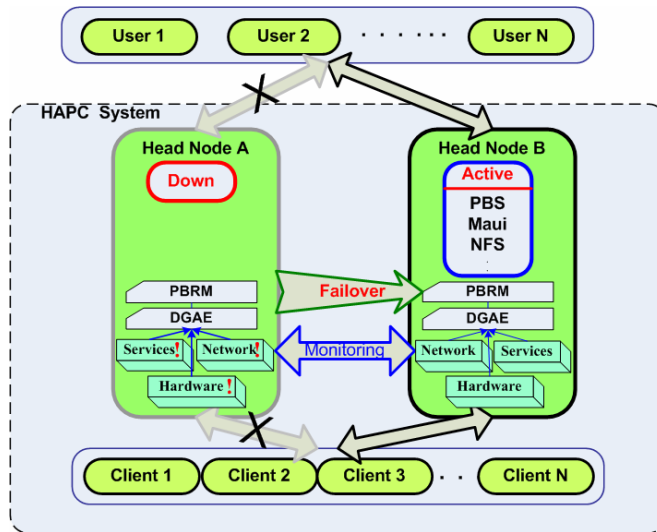 User 1
User 2
. . . . . . .
User N
HAPC System
Head Node A
Down
Head Node B
Active
PBS
Maui
NFS
PBRM
Failover
PBRM
DGAE
DGAE
Services!
Network!
Monitoring
Network
Services
Hardware!
Hardware
Client 1
Client 2
Client 3
. .
Client N